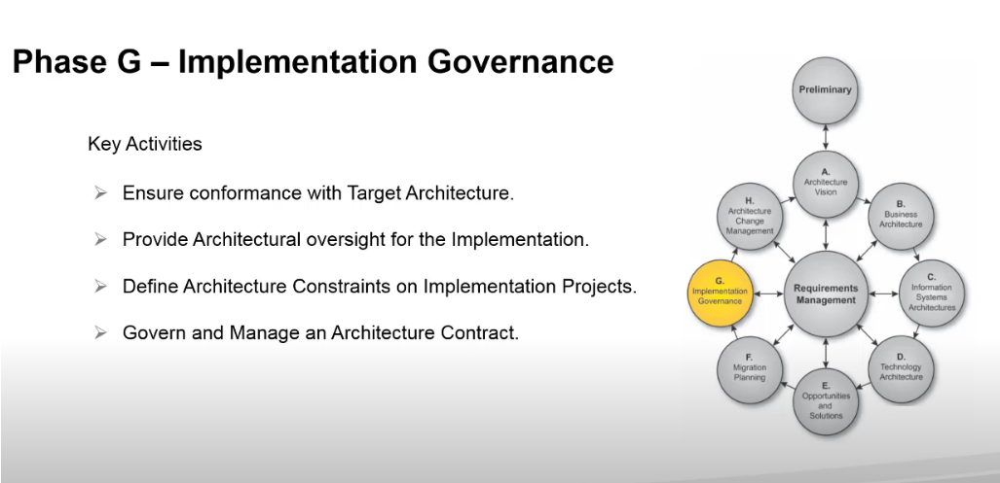 Phase G – Implementation Governance
Key Activities
Ensure conformance with Target Architecture.
Provide Architectural oversight for the Implementation.
Define Architecture Constraints on Implementation Projects.
Govern and Manage an Architecture Contract.
Preliminary
A.
Architecture
Vision
B.
Business
Architecture
C.
Information
Systems
Architectures
D.
Technology
Architecture
E.
Opportunities
and
Solutions
F.
Migration
Planning
G.
Implementation
Governance
H.
Architecture
Change
Management
Requirements
Management